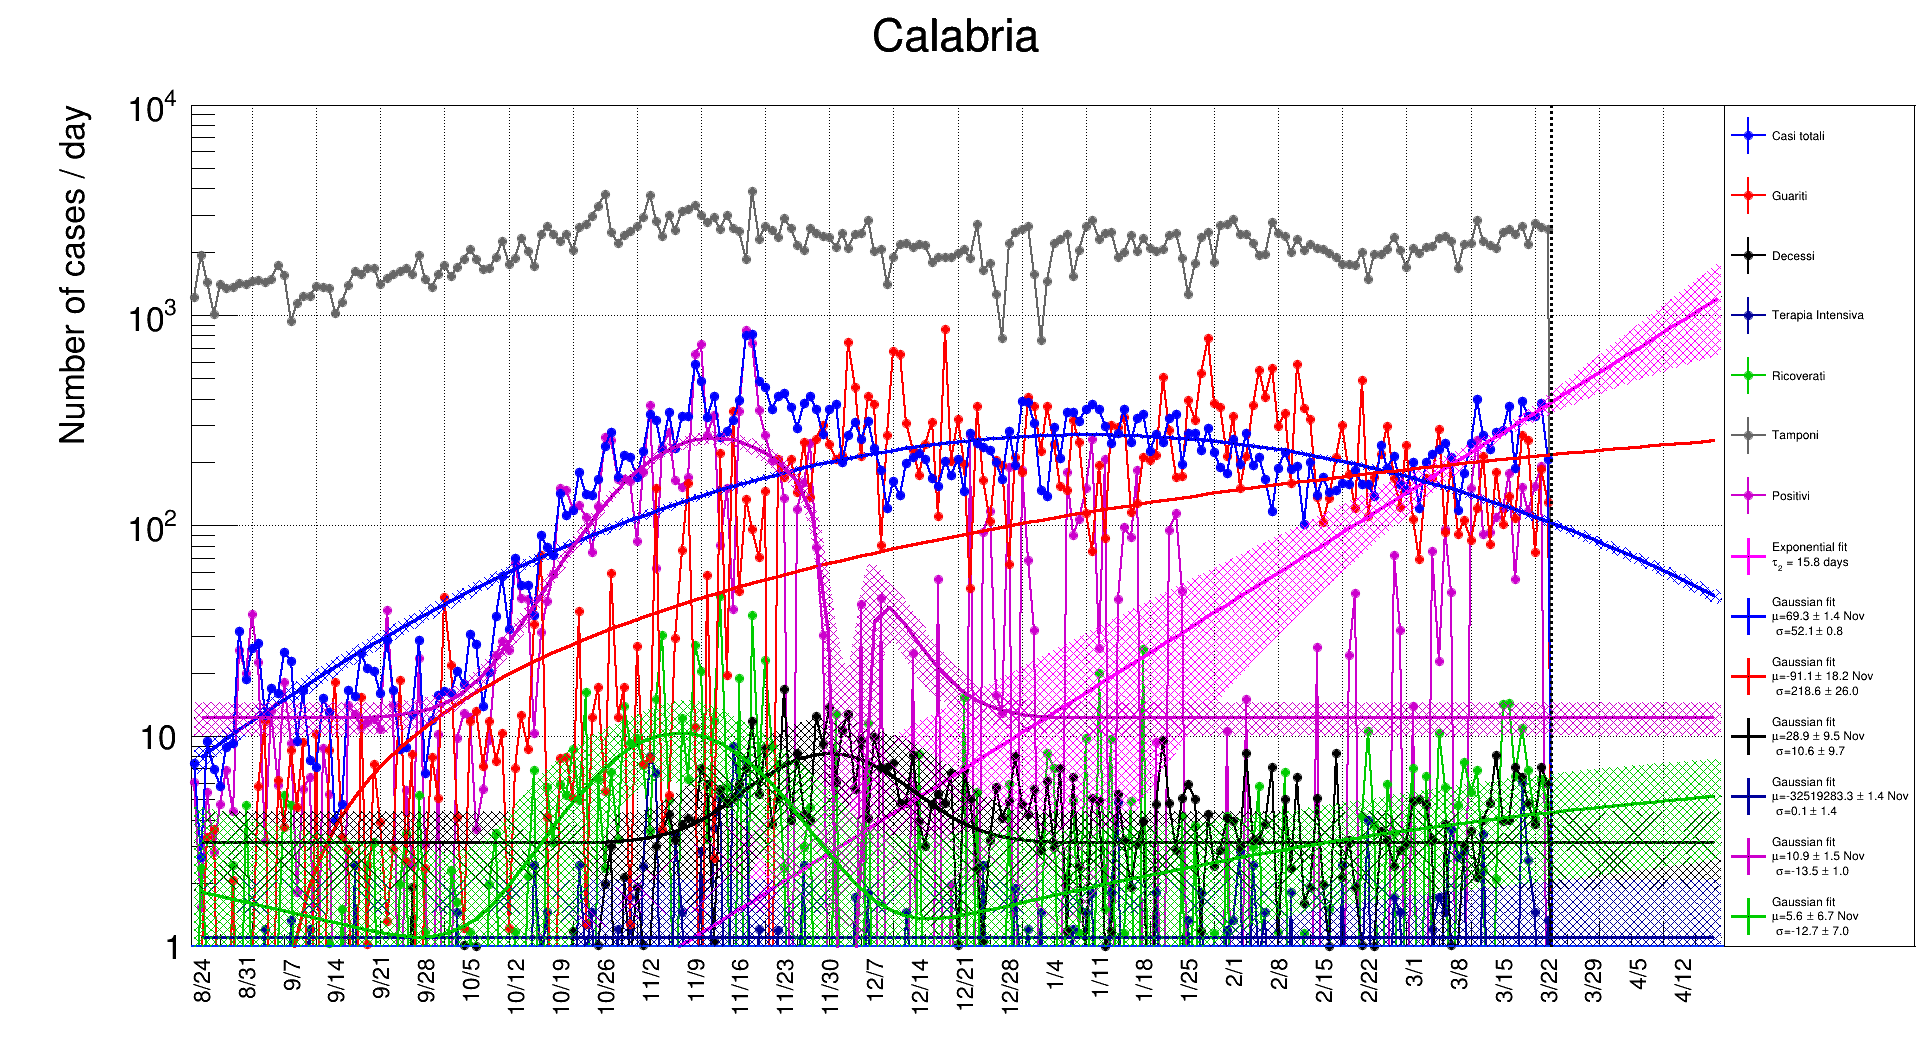 Calabria
Number of cases / day
10^4
10^3
10^2
10
1
8/24
8/31
9/7
9/14
9/21
9/28
10/5
10/12
10/19
10/26
11/2
11/9
11/16
11/23
11/30
12/7
12/14
12/21
12/28
1/4
1/11
1/18
1/25
2/1
2/8
2/15
2/22
3/1
3/8
3/15
3/22
3/29
4/5
4/12
Casi totali
Guariti
Decessi
Terapia Intensiva
Ricoverati
Tamponi
Positivi
Exponential fit
τ₂ = 15.8 days
Gaussian fit
μ=69.3 ± 1.4 Nov
σ=52.1 ± 0.8
Gaussian fit
μ=-91.1 ± 18.2 Nov
σ=218.6 ± 26.0
Gaussian fit
μ=28.9 ± 9.5 Nov
σ=10.6 ± 9.7
Gaussian fit
μ=-32519283.3 ± 1.4 Nov
σ=0.1 ± 1.4
Gaussian fit
μ=10.9 ± 1.5 Nov
σ=-13.5 ± 1.0
Gaussian fit
μ=5.6 ± 6.7 Nov
σ=-12.7 ± 7.0